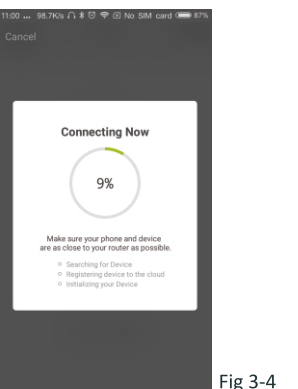 11:00 ... 98.7K/s No SIM card 87%
Cancel
Connecting Now
9%
Make sure your phone and device
are as close to your router as possible.
Searching for Device
Registering device to the cloud
Initializing your Device
Fig 3-4